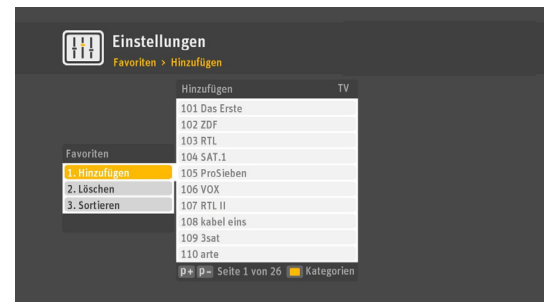 Einstellungen
Favoriten > Hinzufügen
Hinzufügen TV
101 Das Erste
102 ZDF
103 RTL
104 SAT.1
105 ProSieben
106 VOX
107 RTL II
108 kabel eins
109 3sat
110 arte
P+ P- Seite 1 von 26 Kategorien
Favoriten
1. Hinzufügen
2. Löschen
3. Sortieren